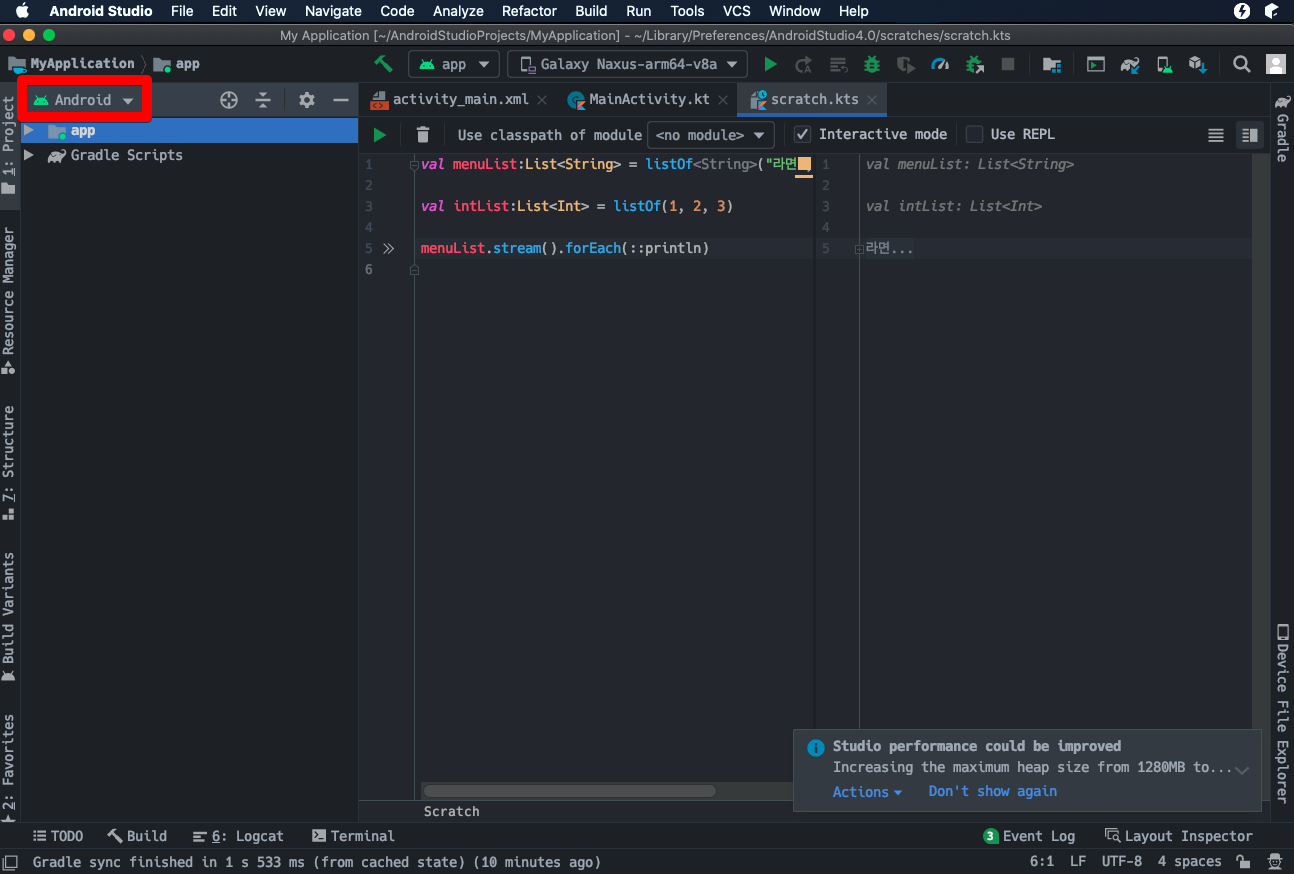 Android Studio File Edit View Navigate Code Analyze Refactor Build Run Tools VCS Window Help
My Application [~/AndroidStudioProjects/MyApplication] - ~/Library/Preferences/AndroidStudio4.0/scratches/scratch.kts
MyApplication app
app
Galaxy Naxus-arm64-v8a
Android
activity_main.xml
MainActivity.kt
scratch.kts
app
Gradle Scripts
Use classpath of module <no module>
Interactive mode
Use REPL
1 val menuList:List<String> = listOf<String>("라면
2
3 val intList:List<Int> = listOf(1, 2, 3)
4
5 menuList.stream().forEach(::println)
6
1 val menuList: List<String>
2
3 val intList: List<Int>
4
5 라면...
1: Project
Resource Manager
7: Structure
Build Variants
2: Favorites
Gradle
Device File Explorer
Studio performance could be improved
Increasing the maximum heap size from 1280MB to...
Actions Don't show again
Scratch
TODO Build 6: Logcat Terminal
3 Event Log Layout Inspector
Gradle sync finished in 1 s 533 ms (from cached state) (10 minutes ago)
6:1 LF UTF-8 4 spaces